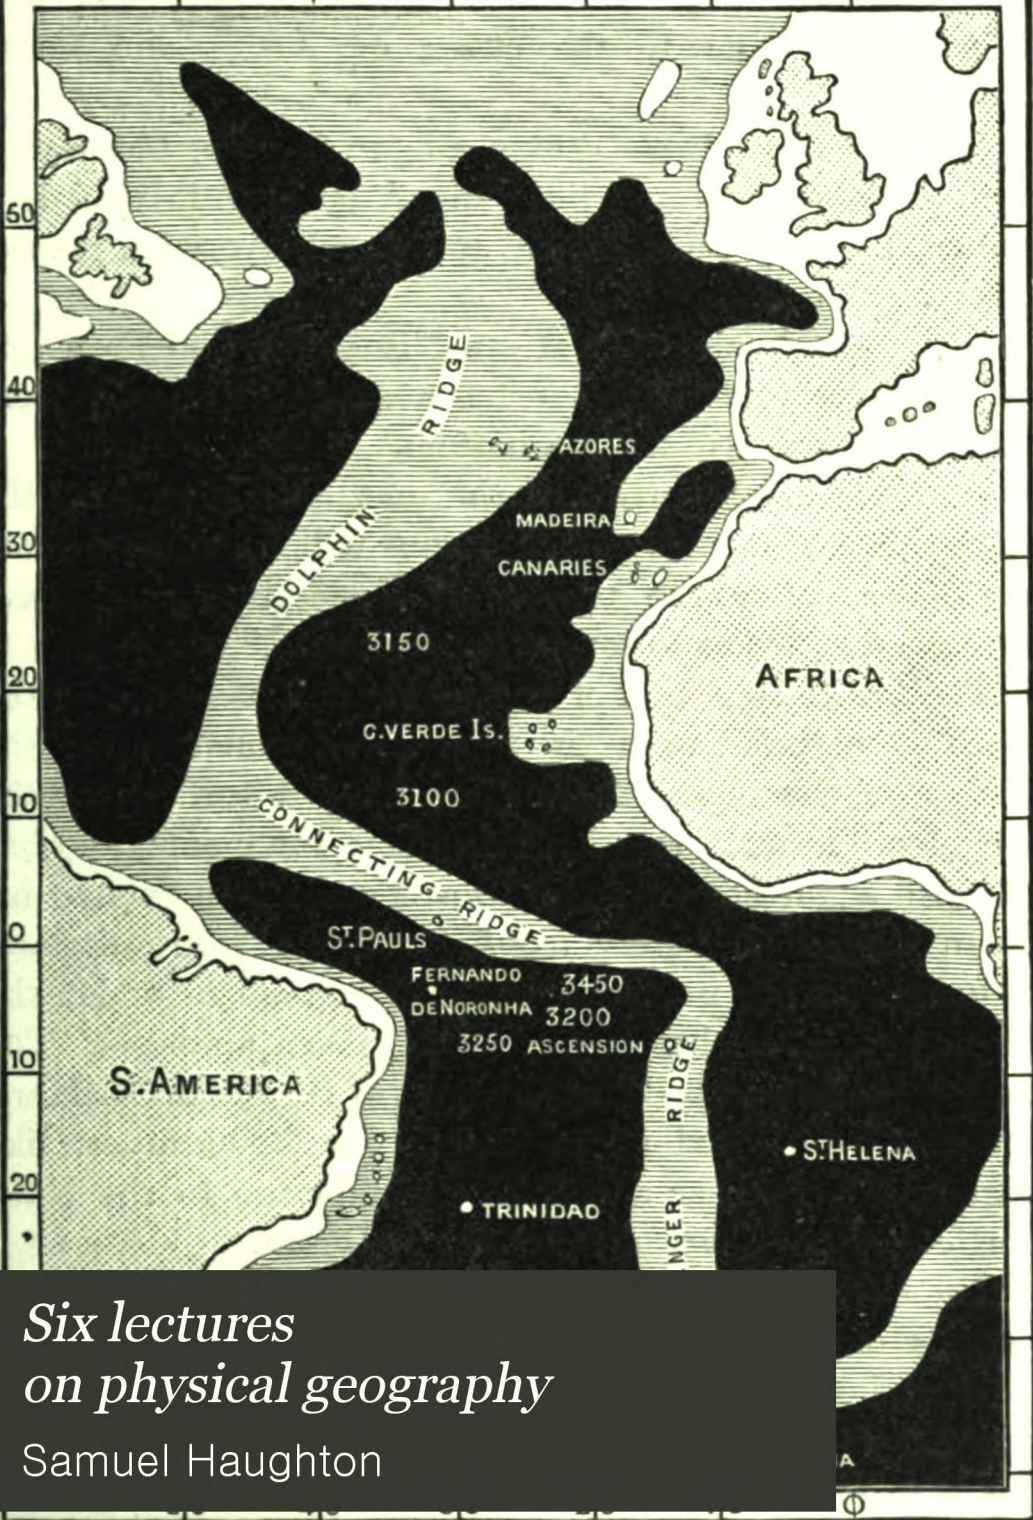 50
40
RIDGE
AZORES
DOLPHIN
MADEIRA
30
CANARIES
3150
20
AFRICA
C.VERDE IS.
10
3100
CONNECTING RIDGE
0
ST. PAULS
FERNANDO
3450
DE NORONHA
3200
3250 ASCENSION
10
S. AMERICA
RIDGE
ST HELENA
20
TRINIDAD
NGER
Six lectures
on physical geography
Samuel Haughton
A
0